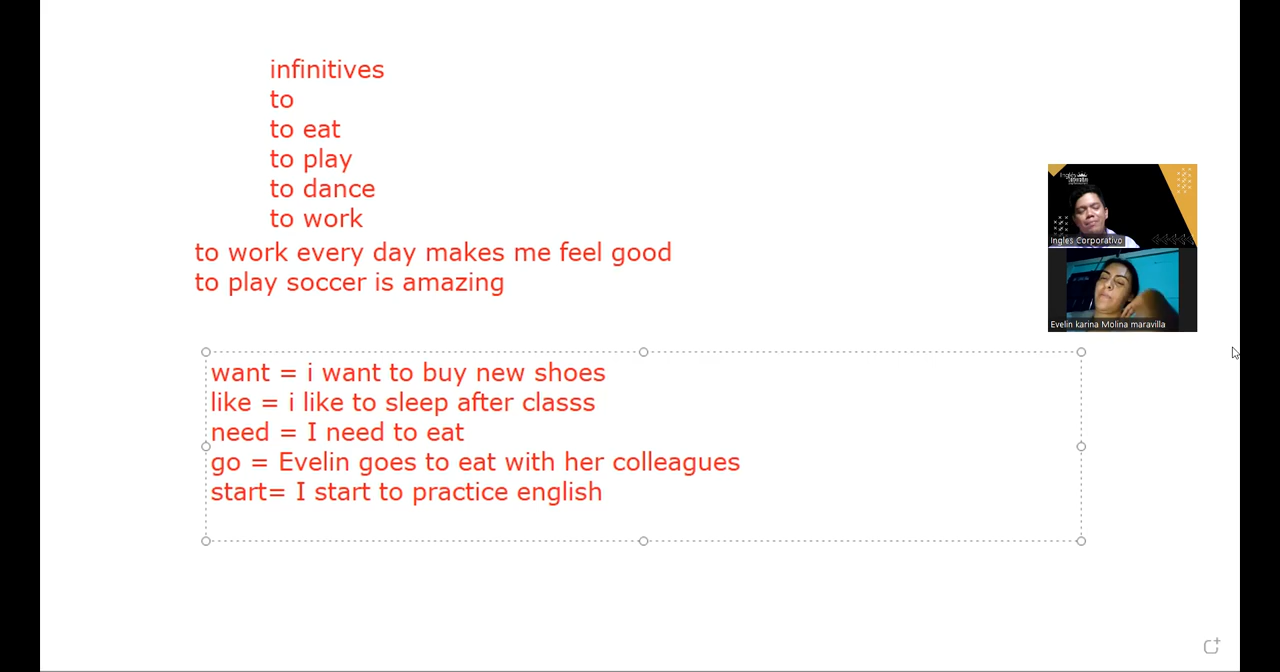 infinitives
to
to eat
to play
to dance
to work
to work every day makes me feel good
to play soccer is amazing
Ingles Corporativo
Evelin karina Molina maravilla
want = i want to buy new shoes
like = i like to sleep after classs
need = I need to eat
go = Evelin goes to eat with her colleagues
start= I start to practice english